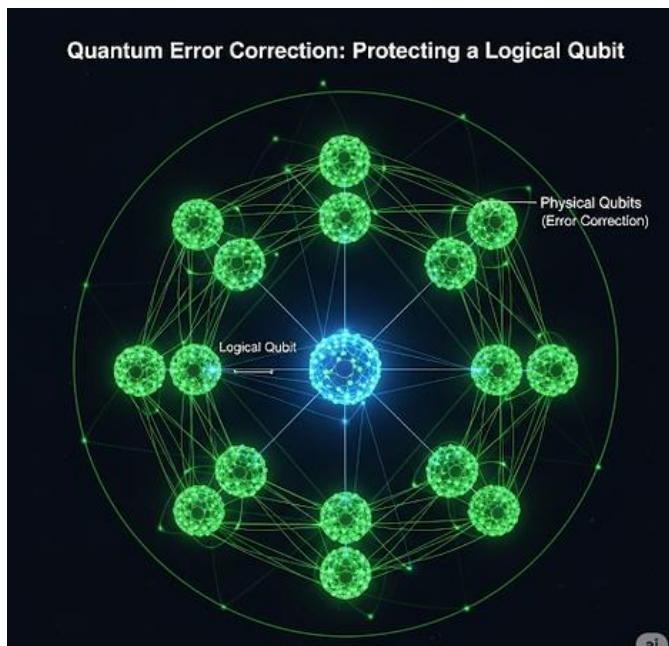 Quantum Error Correction: Protecting a Logical Qubit
Physical Qubits
(Error Correction)
Logical Qubit
ai